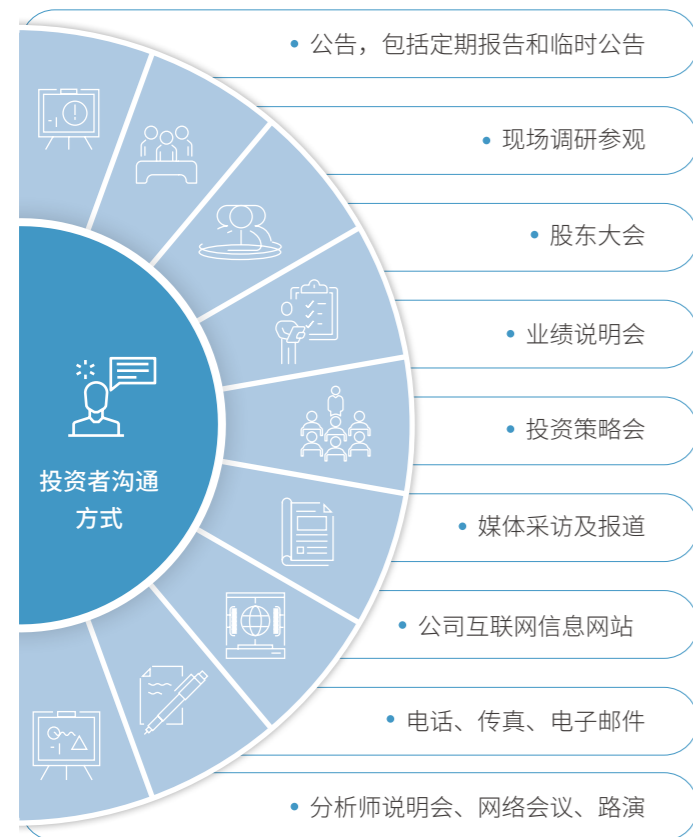 投资者沟通
方式
• 公告，包括定期报告和临时公告
• 现场调研参观
• 股东大会
• 业绩说明会
• 投资策略会
• 媒体采访及报道
• 公司互联网信息网站
• 电话、传真、电子邮件
• 分析师说明会、网络会议、路演